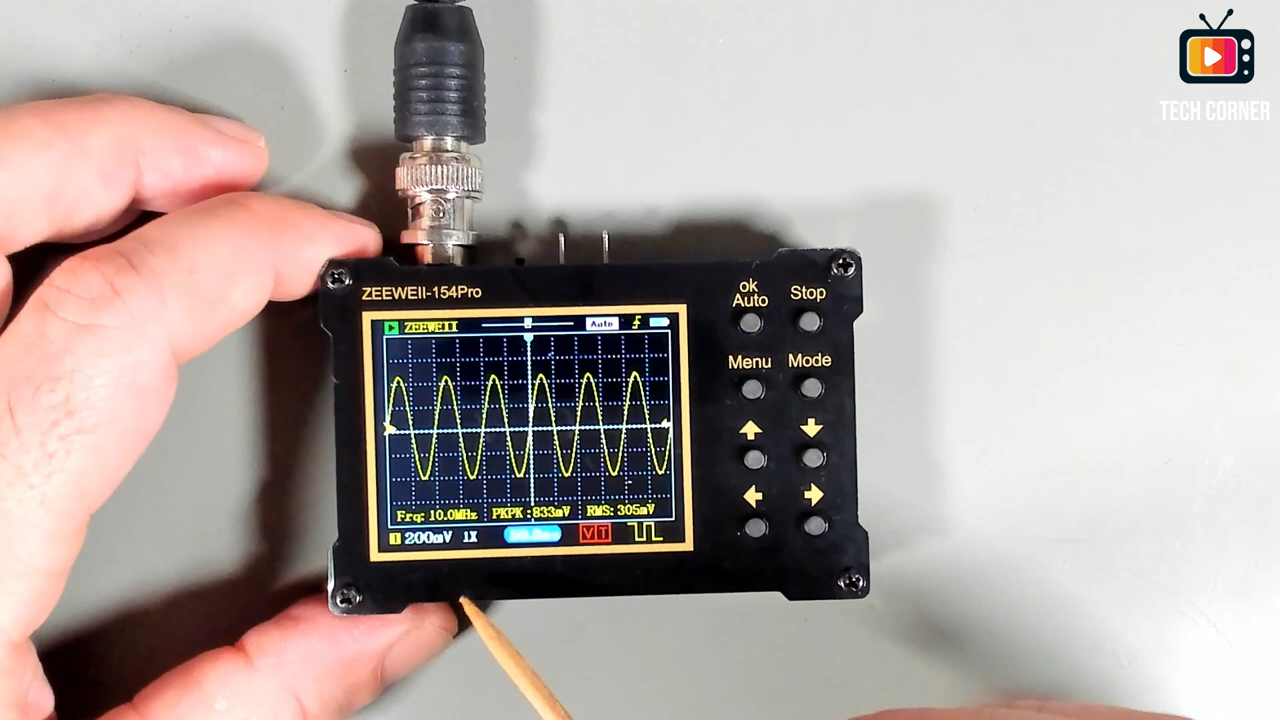 TECH CORNER
ZEEWEII-154Pro
ok
Auto
Stop
ZEEWEII
Auto
Menu
Mode
Frq: 10.0MHz PKPK:833mV RMS: 305mV
1 200mV 1X
V T